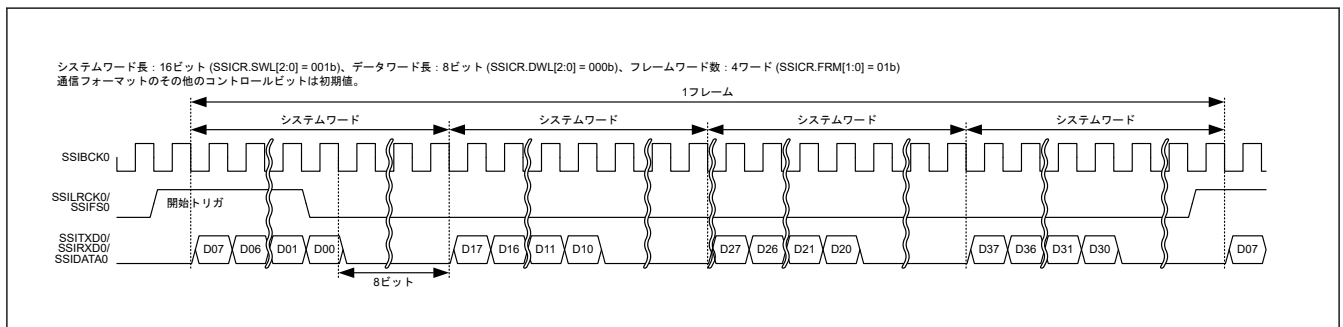 システムワード長：16ビット (SSICR.SWL[2:0] = 001b)、データワード長：8ビット (SSICR.DWL[2:0] = 000b)、フレームワード数：4ワード (SSICR.FRM[1:0] = 01b)
通信フォーマットのその他のコントロールビットは初期値。
1フレーム
システムワード システムワード システムワード システムワード
SSIBCK0
SSILRCK0/
SSIFS0
開始トリガ
SSITXD0/
SSIRXD0/
SSIDATA0
D07 D06 D01 D00 D17 D16 D11 D10 D27 D26 D21 D20 D37 D36 D31 D30 D07
8ビット